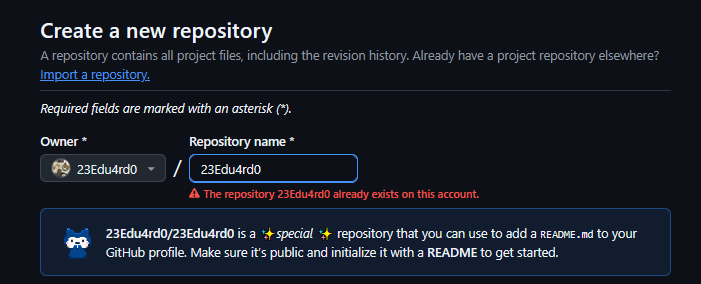 Create a new repository
A repository contains all project files, including the revision history. Already have a project repository elsewhere?
Import a repository.
Required fields are marked with an asterisk (*).
Owner * Repository name *
23Edu4rd0 / 23Edu4rd0
The repository 23Edu4rd0 already exists on this account.
23Edu4rd0/23Edu4rd0 is a ✨special ✨ repository that you can use to add a README.md to your
GitHub profile. Make sure it's public and initialize it with a README to get started.